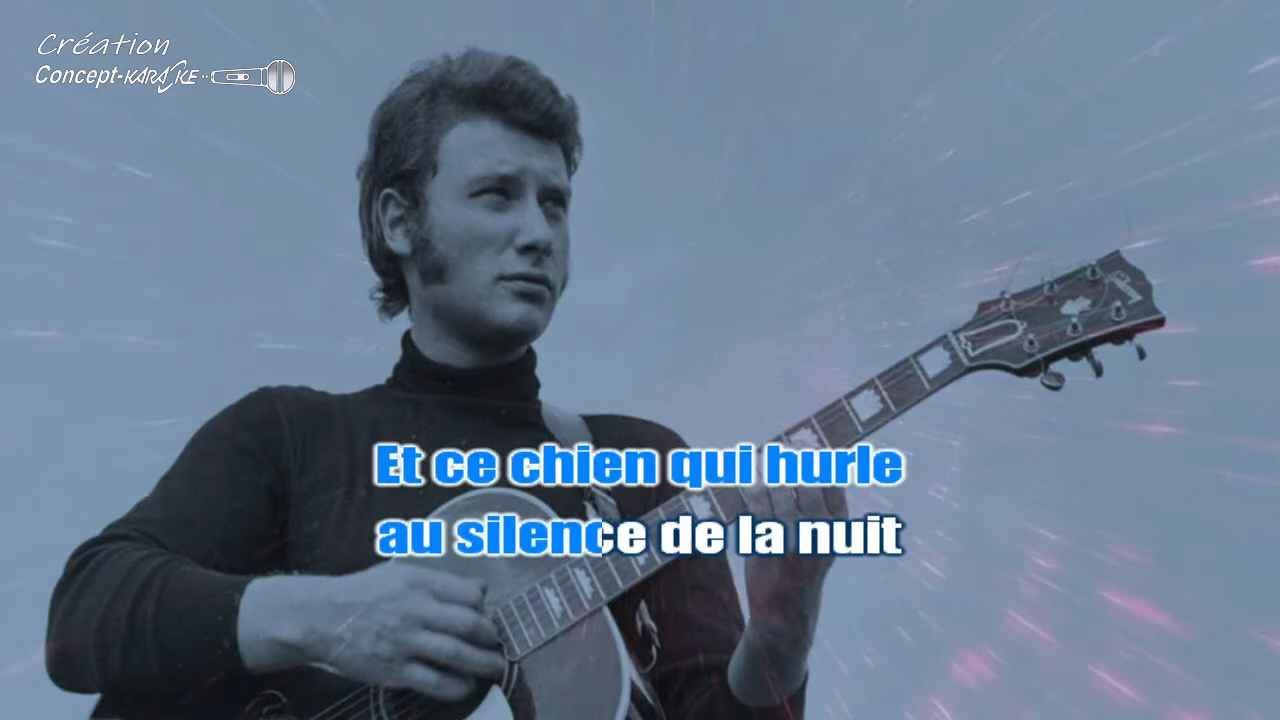 Création
Concept-KARAOKE
Et ce chien qui hurle
au silence de la nuit